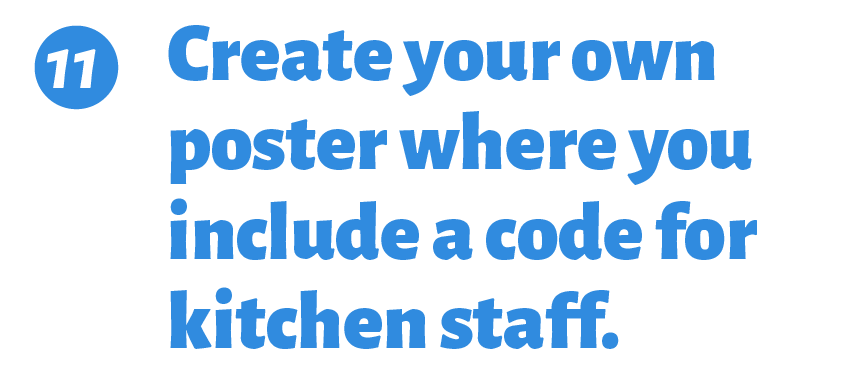 11 Create your own
poster where you
include a code for
kitchen staff.